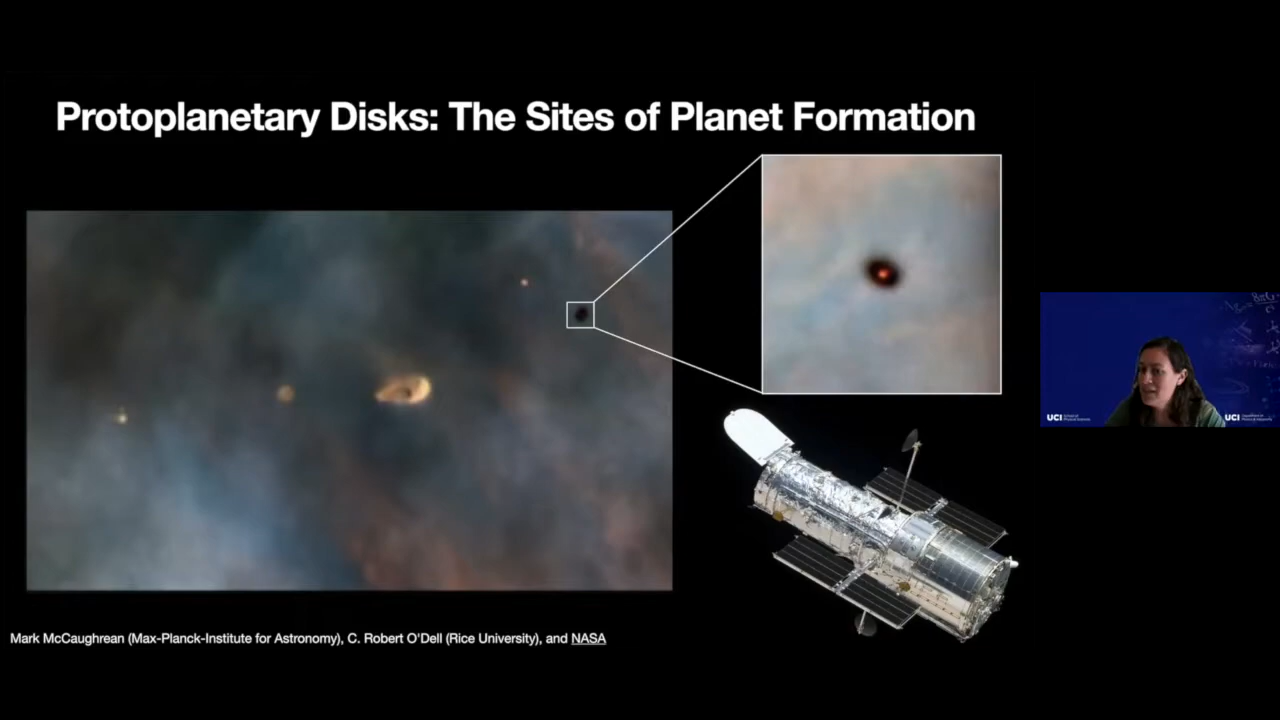 Protoplanetary Disks: The Sites of Planet Formation
Mark McCaughrean (Max-Planck-Institute for Astronomy), C. Robert O'Dell (Rice University), and NASA
UCI
UCI